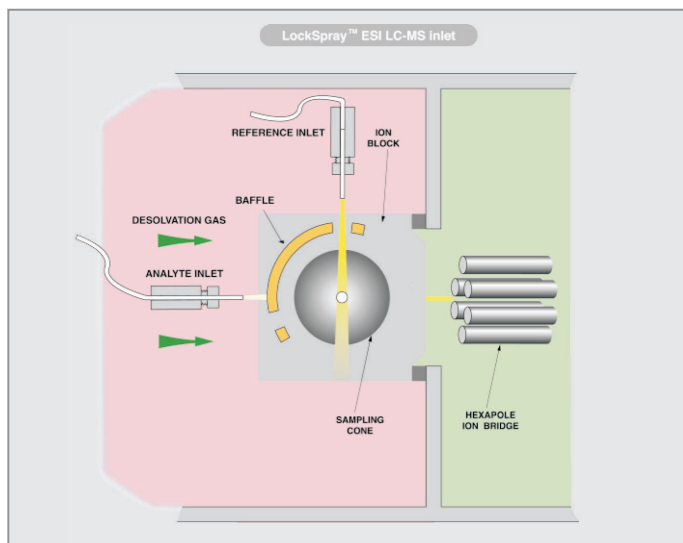 LockSpray™ ESI LC-MS inlet
REFERENCE INLET
ION
BLOCK
BAFFLE
DESOLVATION GAS
ANALYTE INLET
SAMPLING
CONE
HEXAPOLE
ION BRIDGE